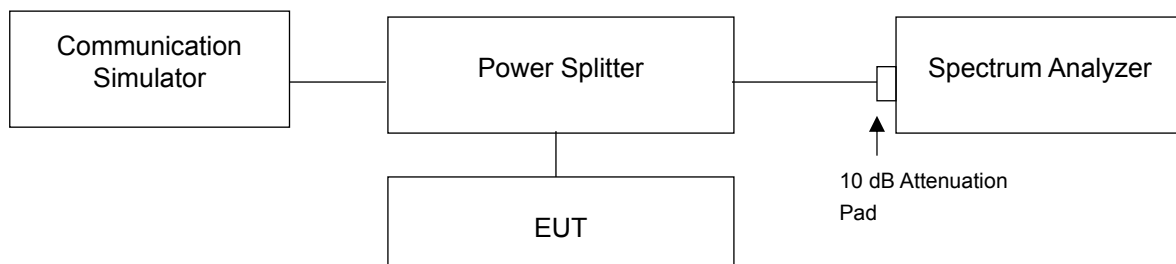 Communication
Simulator
Power Splitter
Spectrum Analyzer
10 dB Attenuation
Pad
EUT